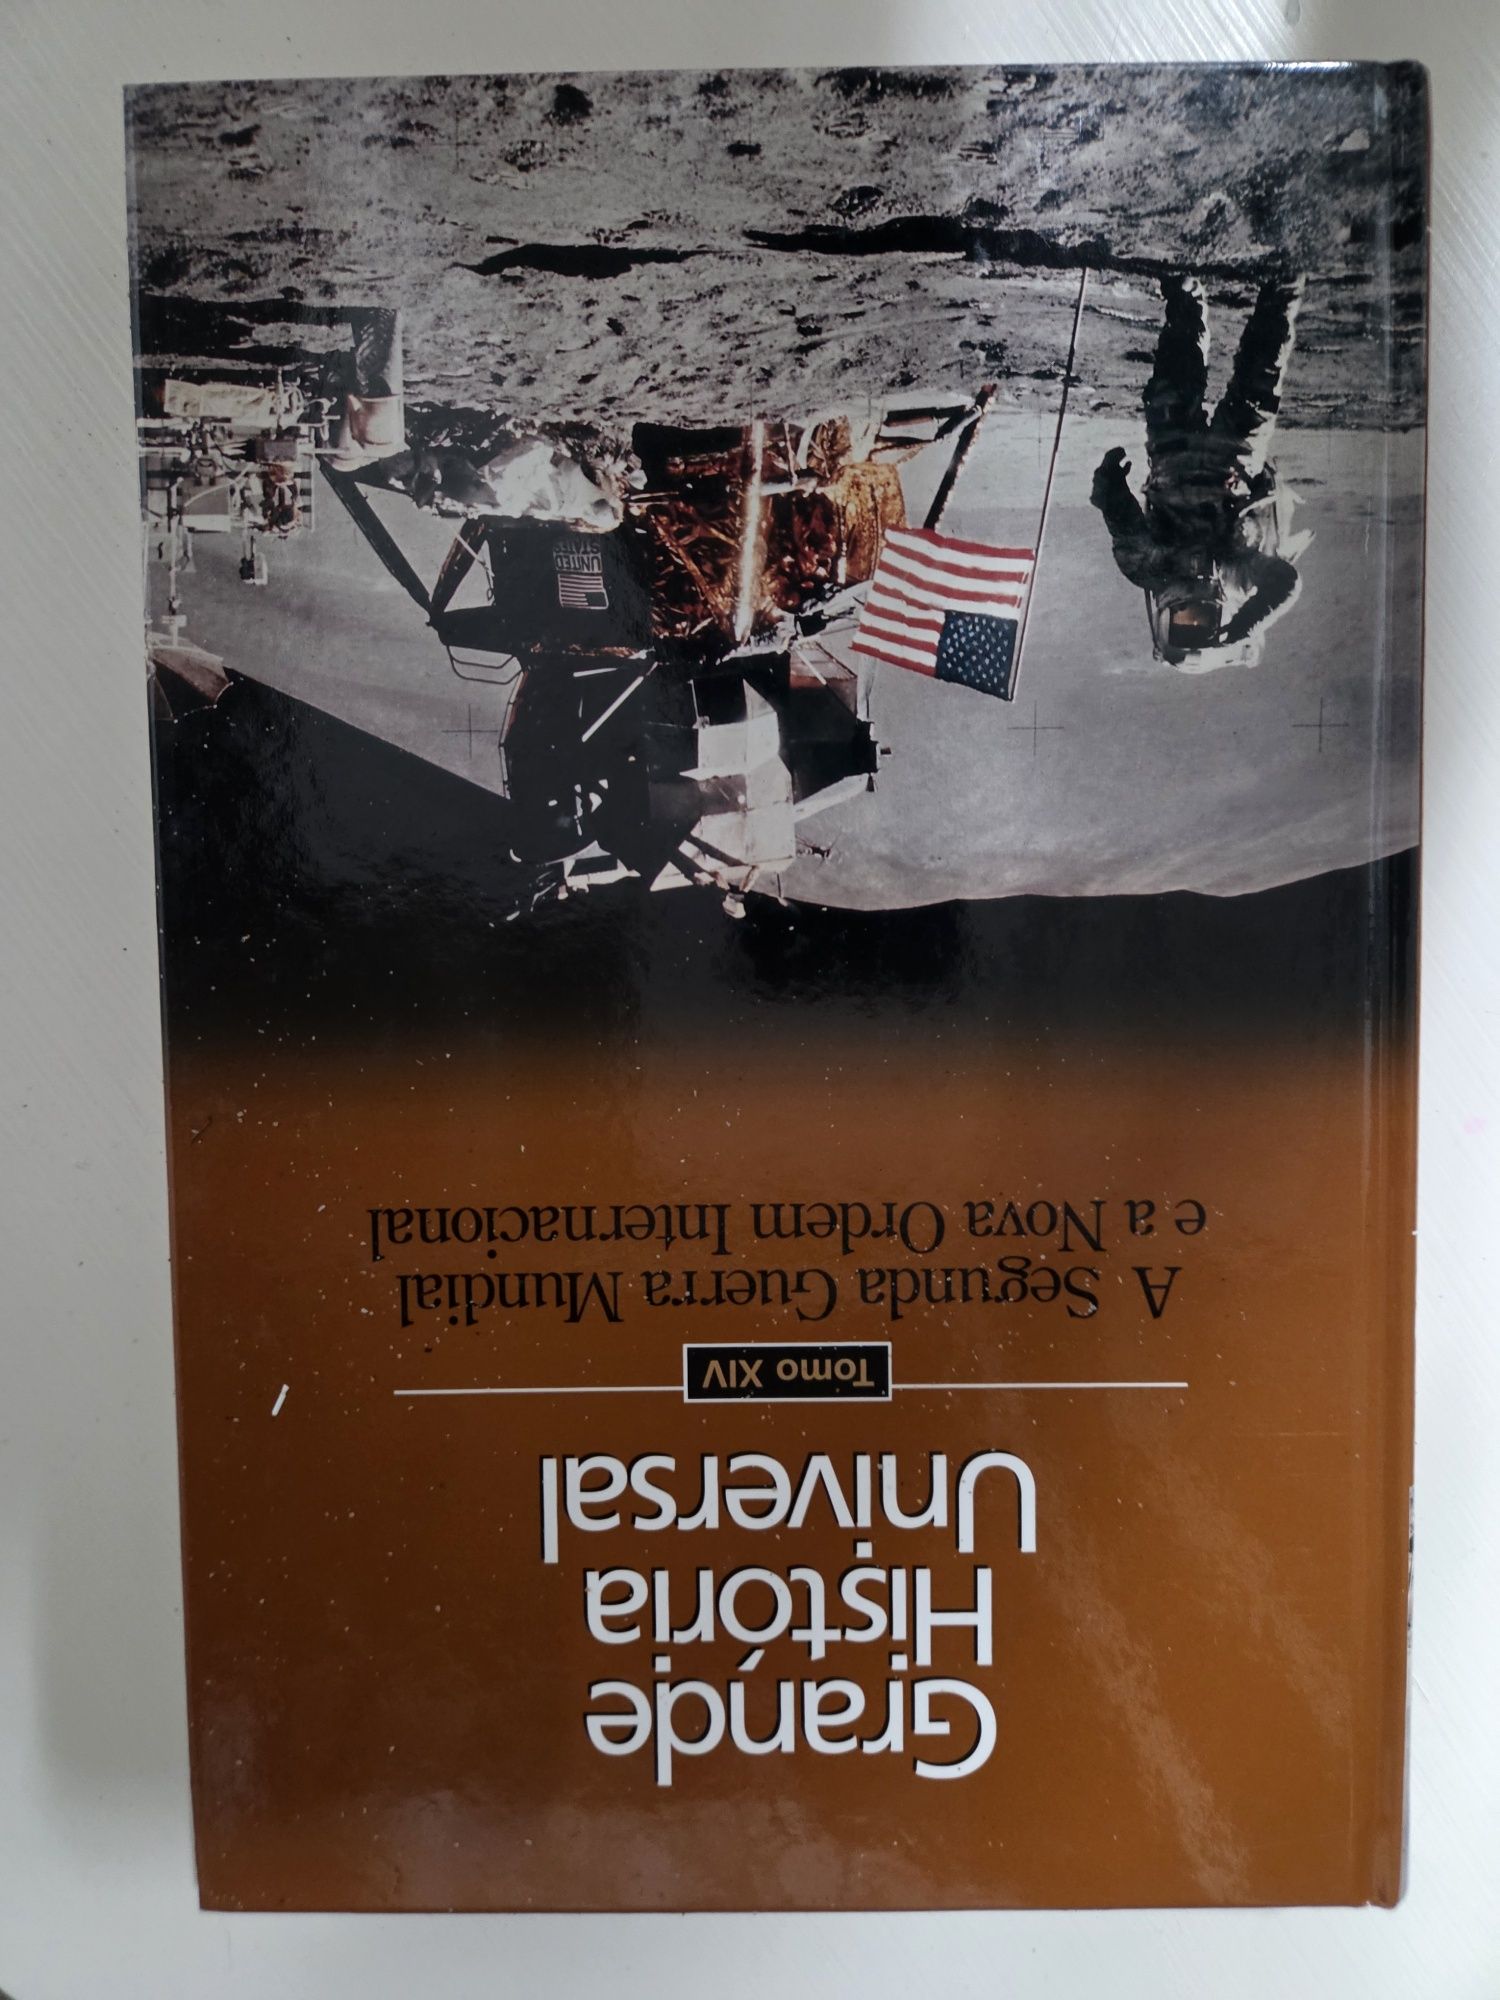 Grande
História
Universal
Tomo XIV
A Segunda Guerra Mundial
e a Nova Ordem Internacional
UNITED
STATES